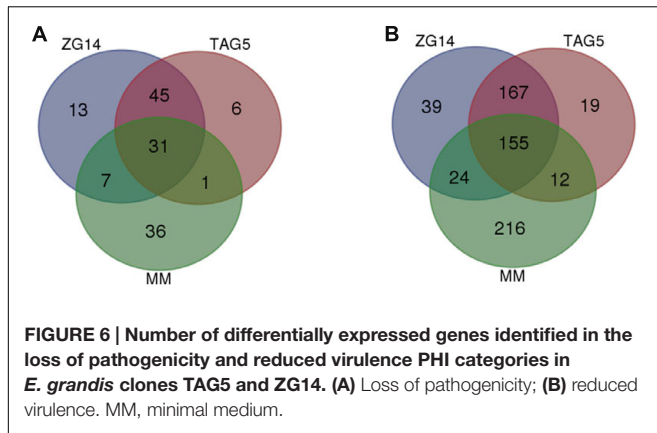 A
ZG14
TAG5
13
45
6
31
7
1
36
MM
B
ZG14
TAG5
39
167
19
155
24
12
216
MM
FIGURE 6 | Number of differentially expressed genes identified in the
loss of pathogenicity and reduced virulence PHI categories in
E. grandis clones TAG5 and ZG14. (A) Loss of pathogenicity; (B) reduced
virulence. MM, minimal medium.